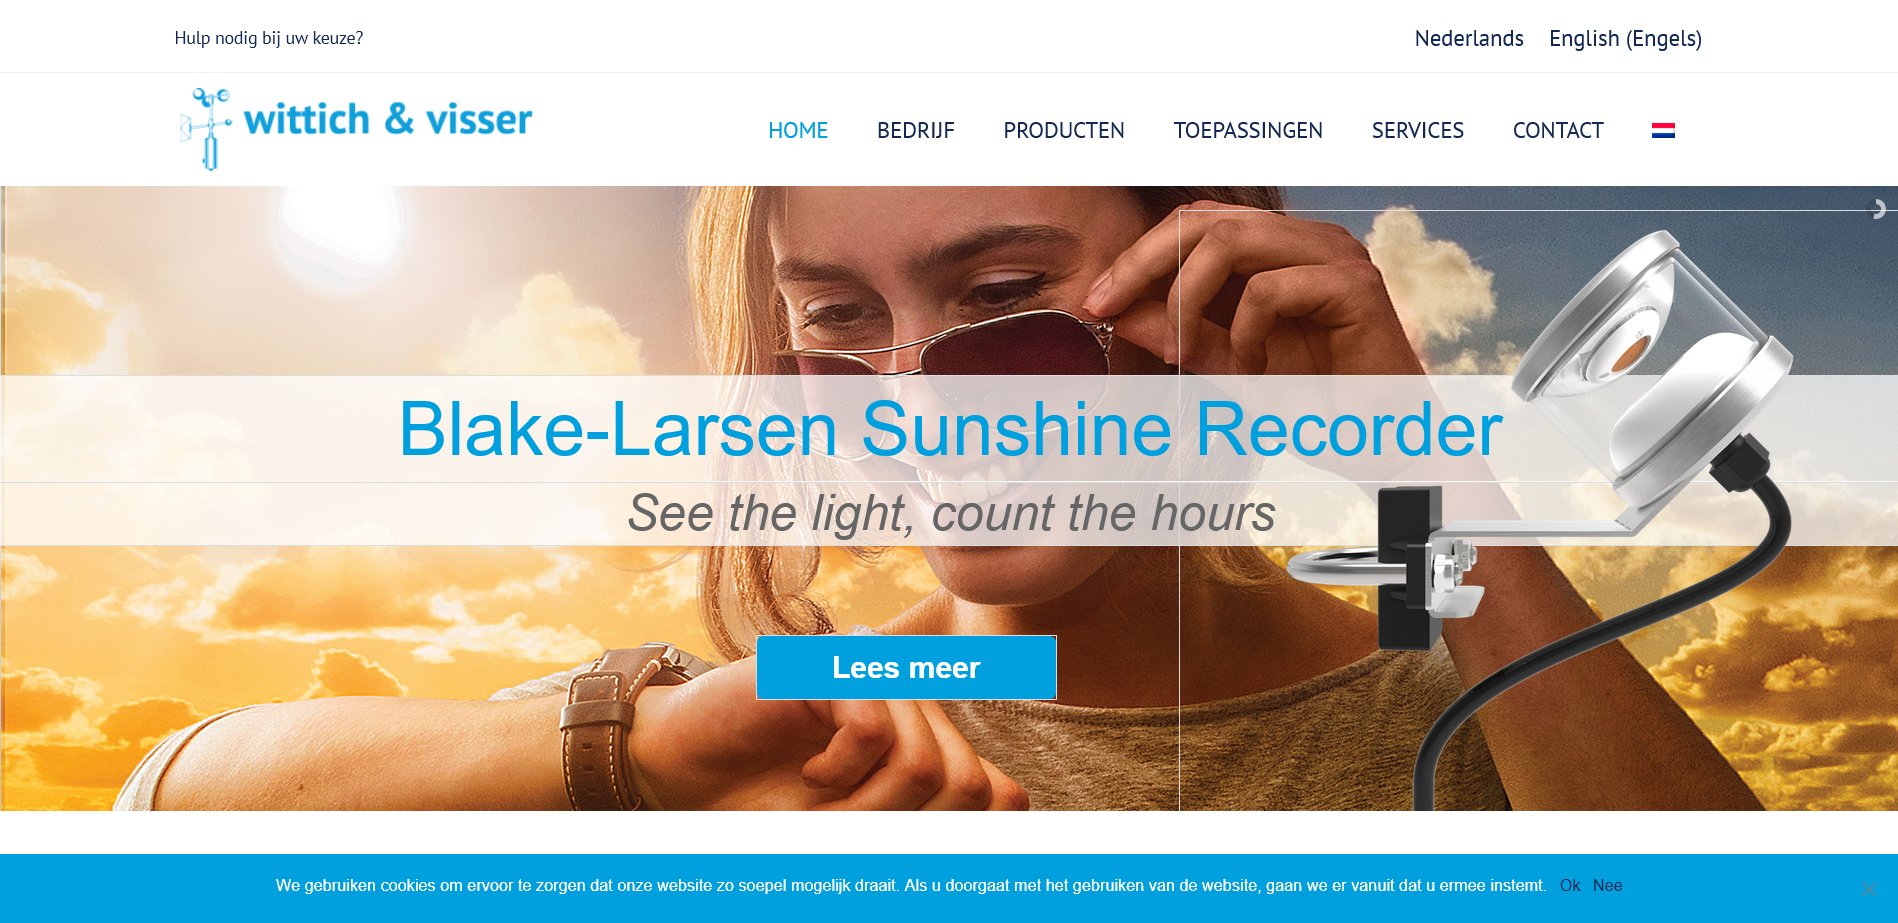 Hulp nodig bij uw keuze?
Nederlands English (Engels)
wittich & visser
HOME BEDRIJF PRODUCTEN TOEPASSINGEN SERVICES CONTACT
Blake-Larsen Sunshine Recorder
See the light, count the hours
Lees meer
We gebruiken cookies om ervoor te zorgen dat onze website zo soepel mogelijk draait. Als u doorgaat met het gebruiken van de website, gaan we er vanuit dat u ermee instemt. Ok Nee